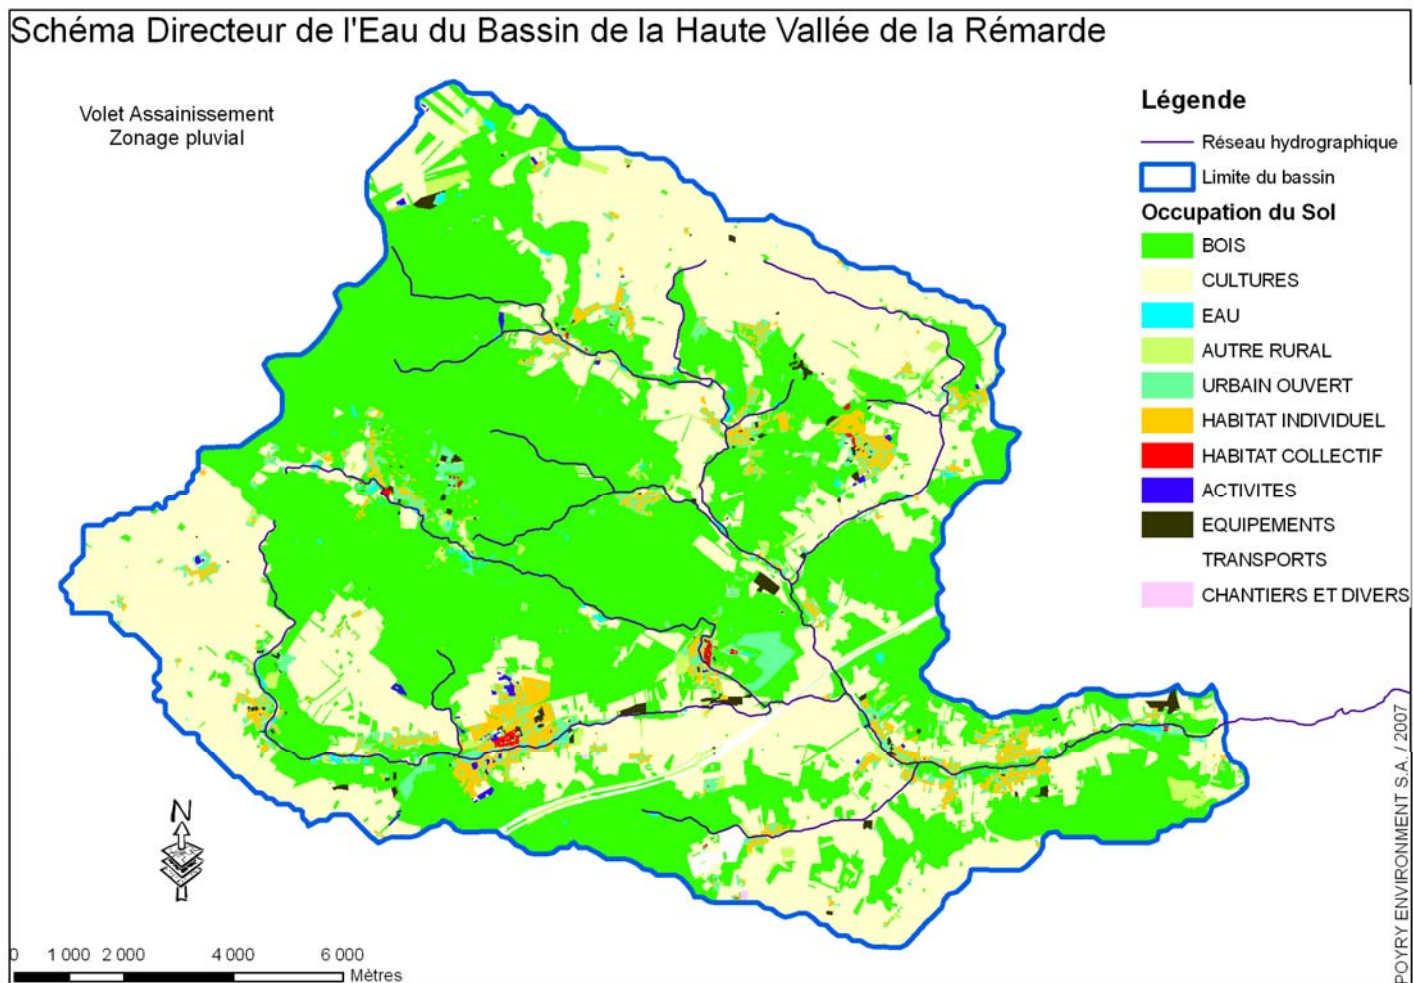 Schéma Directeur de l'Eau du Bassin de la Haute Vallée de la Rémarde
Volet Assainissement
Zonage pluvial
Légende
Réseau hydrographique
Limite du bassin
Occupation du Sol
BOIS
CULTURES
EAU
AUTRE RURAL
URBAIN OUVERT
HABITAT INDIVIDUEL
HABITAT COLLECTIF
ACTIVITES
EQUIPEMENTS
TRANSPORTS
CHANTIERS ET DIVERS
N
0 1 000 2 000 4 000 6 000
Mètres
POYRY ENVIRONMENT S.A. / 2007